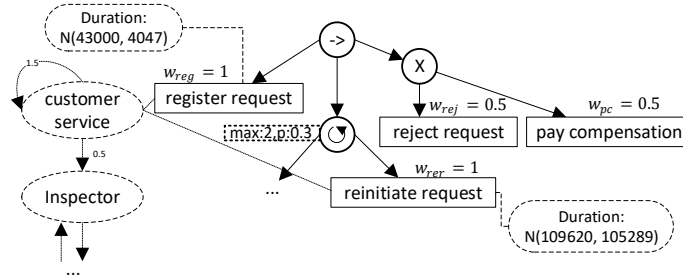 Duration:
N(43000, 4047)
->
X
1.5
w_reg = 1
register request
customer
service
w_rej = 0.5
reject request
w_pc = 0.5
pay compensation
max:2,p:0.3
0.5
w_rer = 1
reinitiate request
...
Inspector
Duration:
N(109620, 105289)
...